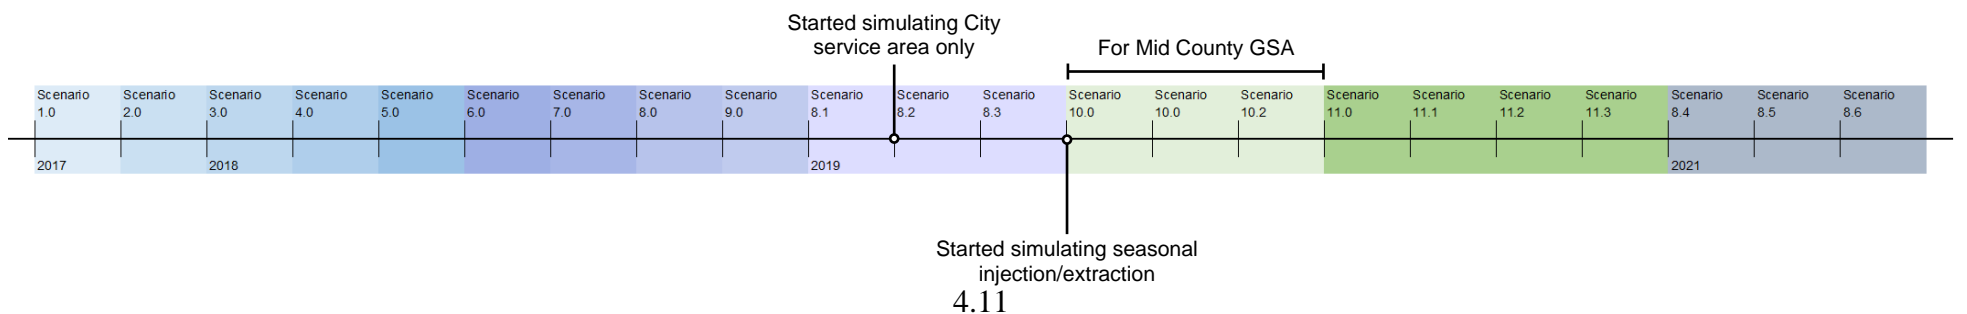 Started simulating City
service area only
For Mid County GSA
Scenario Scenario Scenario Scenario Scenario Scenario Scenario Scenario Scenario Scenario Scenario Scenario Scenario Scenario Scenario Scenario Scenario Scenario Scenario Scenario Scenario Scenario
1.0 2.0 3.0 4.0 5.0 6.0 7.0 8.0 9.0 8.1 8.2 8.3 10.0 10.0 10.2 11.0 11.1 11.2 11.3 8.4 8.5 8.6
2017 2018 2019 2021
Started simulating seasonal
injection/extraction
4.11